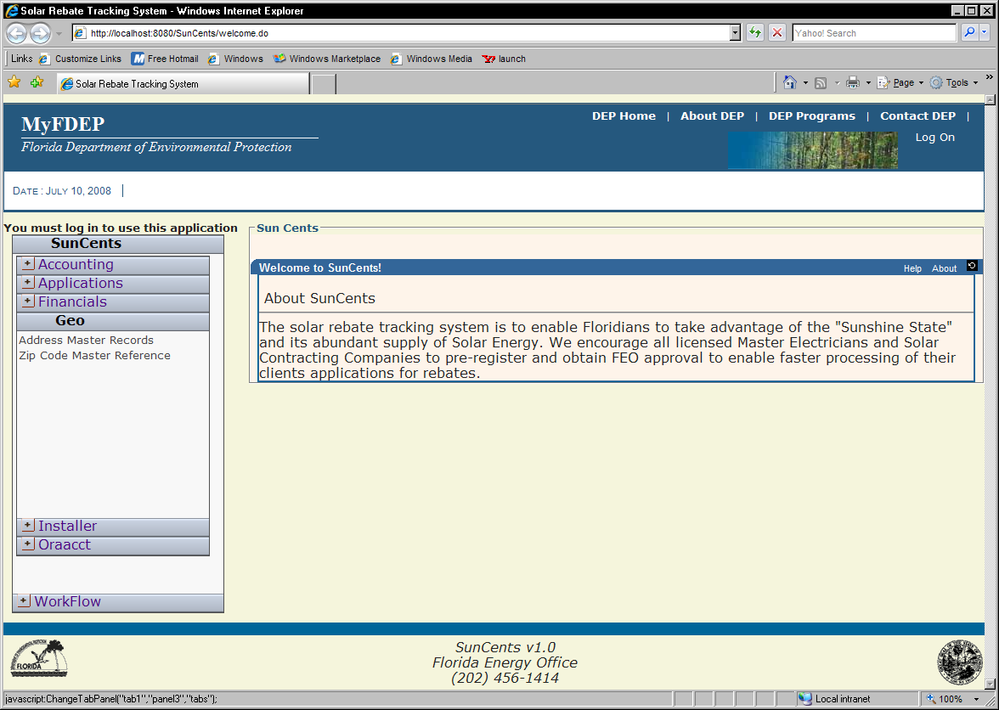 Solar Rebate Tracking System - Windows Internet Explorer
http://localhost:8080/SunCents/welcome.do
Yahoo! Search
Links Customize Links Free Hotmail Windows Windows Marketplace Windows Media launch
Solar Rebate Tracking System
Page Tools
DEP Home | About DEP | DEP Programs | Contact DEP |
MyFDEP
Log On
Florida Department of Environmental Protection
DATE : JULY 10, 2008
You must log in to use this application
Sun Cents
SunCents
Accounting
Applications
Financials
Geo
Address Master Records
Zip Code Master Reference
Installer
Oraacct
WorkFlow
Welcome to SunCents!
Help About
About SunCents
The solar rebate tracking system is to enable Floridians to take advantage of the "Sunshine State"
and its abundant supply of Solar Energy. We encourage all licensed Master Electricians and Solar
Contracting Companies to pre-register and obtain FEO approval to enable faster processing of their
clients applications for rebates.
FLORIDA
SunCents v1.0
Florida Energy Office
(202) 456-1414
javascript:ChangeTabPanel("tab1","panel3","tabs");
Local intranet
100%